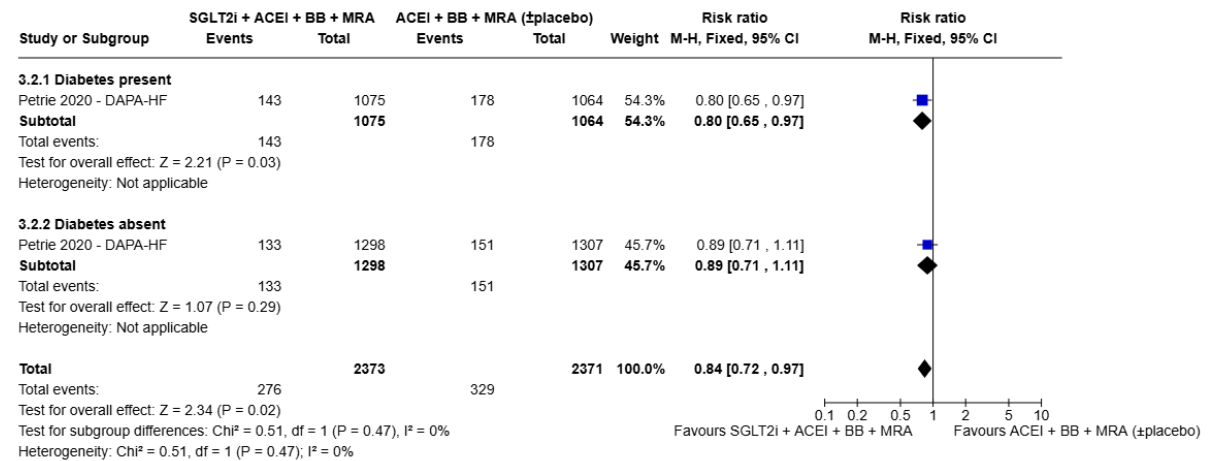 SGLT2i + ACEI + BB + MRA ACEI + BB + MRA (±placebo) Risk ratio Risk ratio
Study or Subgroup Events Total Events Total Weight M-H, Fixed, 95% CI M-H, Fixed, 95% CI
3.2.1 Diabetes present
Petrie 2020 - DAPA-HF 143 1075 178 1064 54.3% 0.80 [0.65 , 0.97]
Subtotal 1075 1064 54.3% 0.80 [0.65 , 0.97]
Total events: 143 178
Test for overall effect: Z = 2.21 (P = 0.03)
Heterogeneity: Not applicable
3.2.2 Diabetes absent
Petrie 2020 - DAPA-HF 133 1298 151 1307 45.7% 0.89 [0.71 , 1.11]
Subtotal 1298 1307 45.7% 0.89 [0.71 , 1.11]
Total events: 133 151
Test for overall effect: Z = 1.07 (P = 0.29)
Heterogeneity: Not applicable
Total 2373 2371 100.0% 0.84 [0.72 , 0.97]
Total events: 276 329
Test for overall effect: Z = 2.34 (P = 0.02)
0.1 0.2 0.5 1 2 5 10
Test for subgroup differences: Chi² = 0.51, df = 1 (P = 0.47), I² = 0%
Favours SGLT2i + ACEI + BB + MRA Favours ACEI + BB + MRA (±placebo)
Heterogeneity: Chi² = 0.51, df = 1 (P = 0.47); I² = 0%